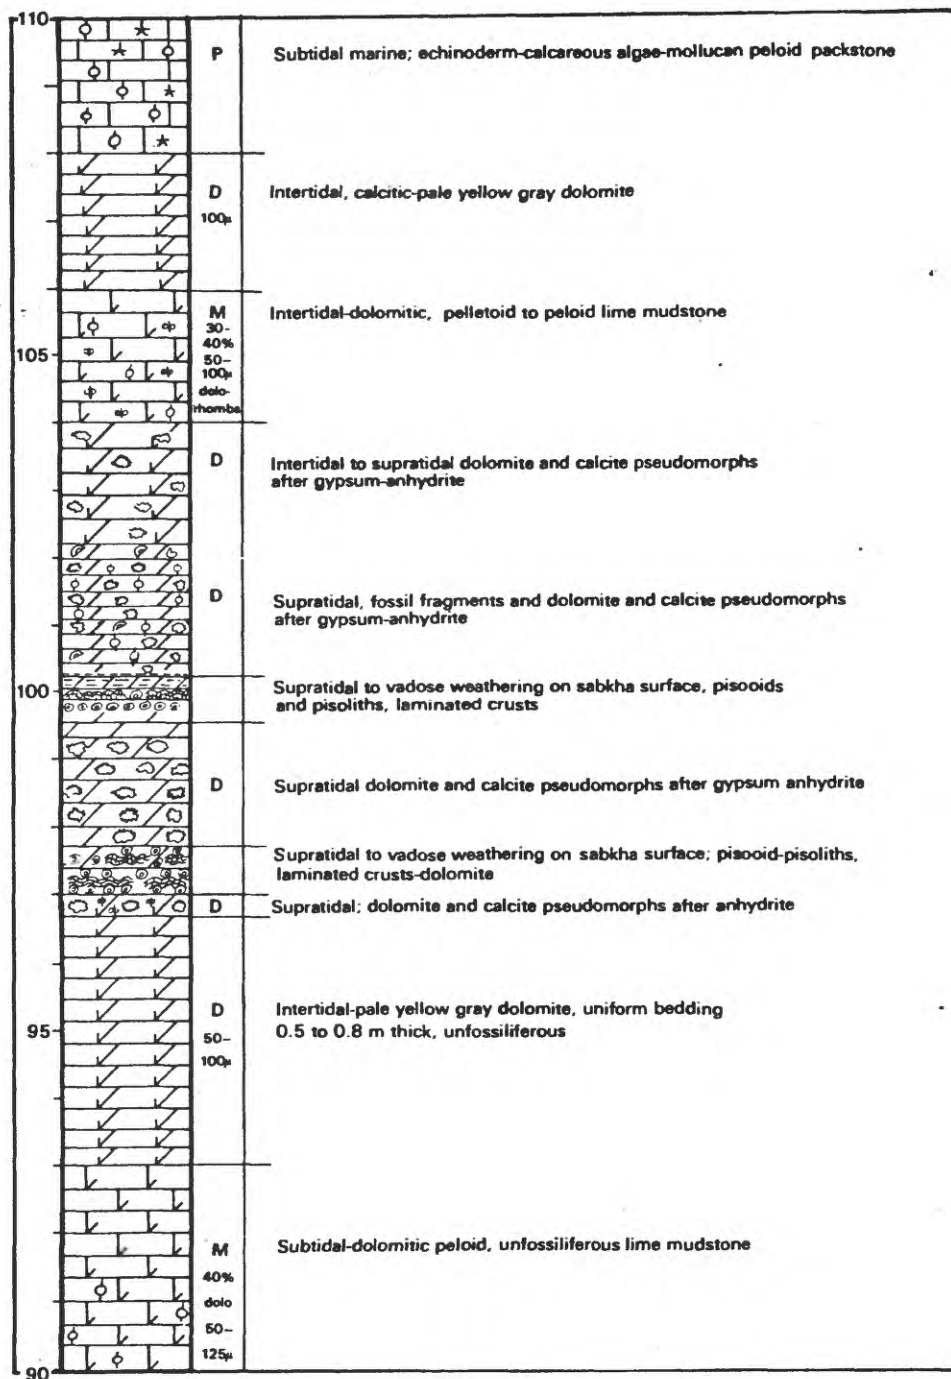 110
P
Subtidal marine; echinoderm-calcareous algae-mollucan peloid packstone
D
100μ
Intertidal, calcitic-pale yellow gray dolomite
M
30-
40%
50-
100μ
dolo-
rhombs
Intertidal-dolomitic, pelletoid to peloid lime mudstone
105
D
Intertidal to supratidal dolomite and calcite pseudomorphs
after gypsum-anhydrite
D
Supratidal, fossil fragments and dolomite and calcite pseudomorphs
after gypsum-anhydrite
100
Supratidal to vadose weathering on sabkha surface, pisooids
and pisoliths, laminated crusts
D
Supratidal dolomite and calcite pseudomorphs after gypsum anhydrite
Supratidal to vadose weathering on sabkha surface; pisooid-pisoliths,
laminated crusts-dolomite
D
Supratidal; dolomite and calcite pseudomorphs after anhydrite
D
50-
100μ
Intertidal-pale yellow gray dolomite, uniform bedding
0.5 to 0.8 m thick, unfossiliferous
95
M
40%
dolo
50-
125μ
Subtidal-dolomitic peloid, unfossiliferous lime mudstone
90